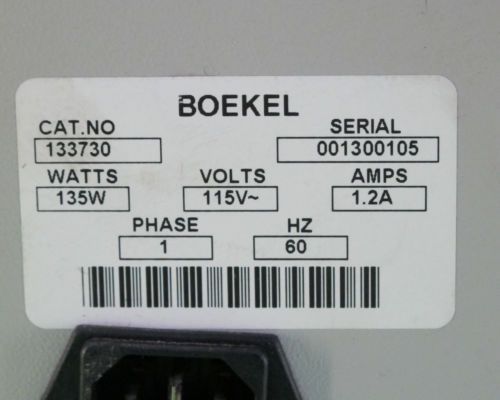 BOEKEL
CAT.NO SERIAL
133730 001300105
WATTS VOLTS AMPS
135W 115V~ 1.2A
PHASE HZ
1 60